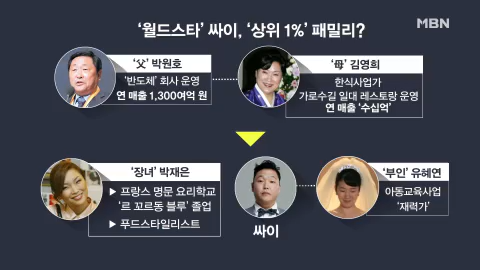 '월드스타' 싸이, '상위 1%' 패밀리?
MBN
'父' 박원호
'반도체' 회사 운영
연 매출 1,300여억 원
'母' 김영희
한식사업가
가로수길 일대 레스토랑 운영
연 매출 '수십억'
'장녀' 박재은
▶ 프랑스 명문 요리학교
'르 꼬르동 블루' 졸업
▶ 푸드스타일리스트
싸이
'부인' 유혜연
아동교육사업
'재력가'